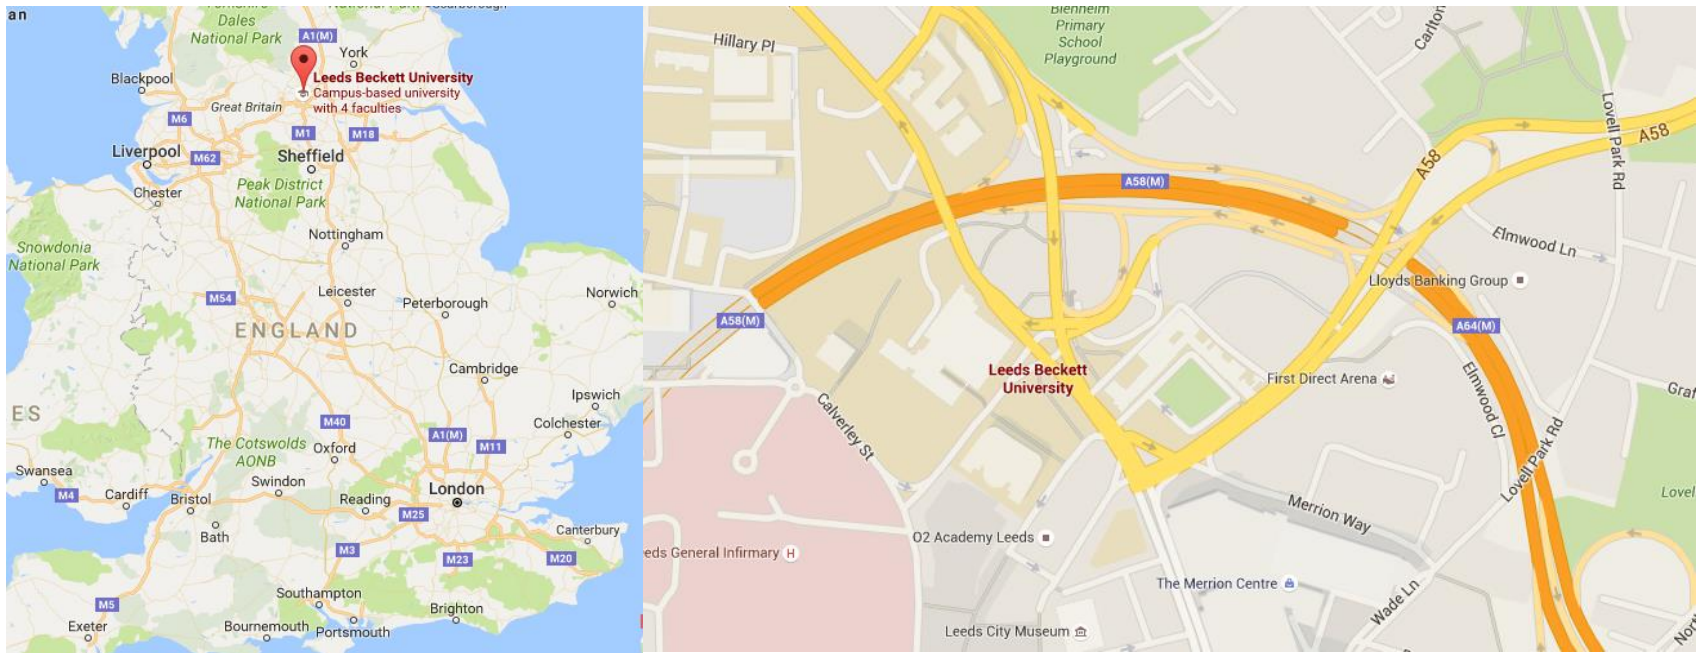 an
Yorkshire
Dales
National Park
National Park
Scarborough
A1(M)
York
Blackpool
Leeds Beckett University
Campus-based university
with 4 faculties
Great Britain
M6
M1
M18
Liverpool
M62
Sheffield
Chester
Peak District
National Park
Snowdonia
National Park
Nottingham
M54
Leicester
Peterborough
Norwich
ENGLAND
Cambridge
Ipswich
ES
M40
A1(M)
M11
Colchester
The Cotswolds
AONB
Oxford
Swansea
M4
Cardiff
Bristol
Swindon
Reading
London
M25
Bath
Canterbury
M3
M23
M20
Southampton
M5
Exeter
Bournemouth
Portsmouth
Brighton
Hillary Pl
Blenheim
Primary
School
Playground
Carlton
Lovell Park Rd
A58
A58
A58(M)
Elmwood Ln
Lloyds Banking Group
A58(M)
A64(M)
Leeds Beckett
University
First Direct Arena
Elmwood Cl
Graf
Calverley St
Lovell Park Rd
Lovel
Merrion Way
O2 Academy Leeds
eds General Infirmary
H
The Merrion Centre
Wade Ln
Leeds City Museum
Nort